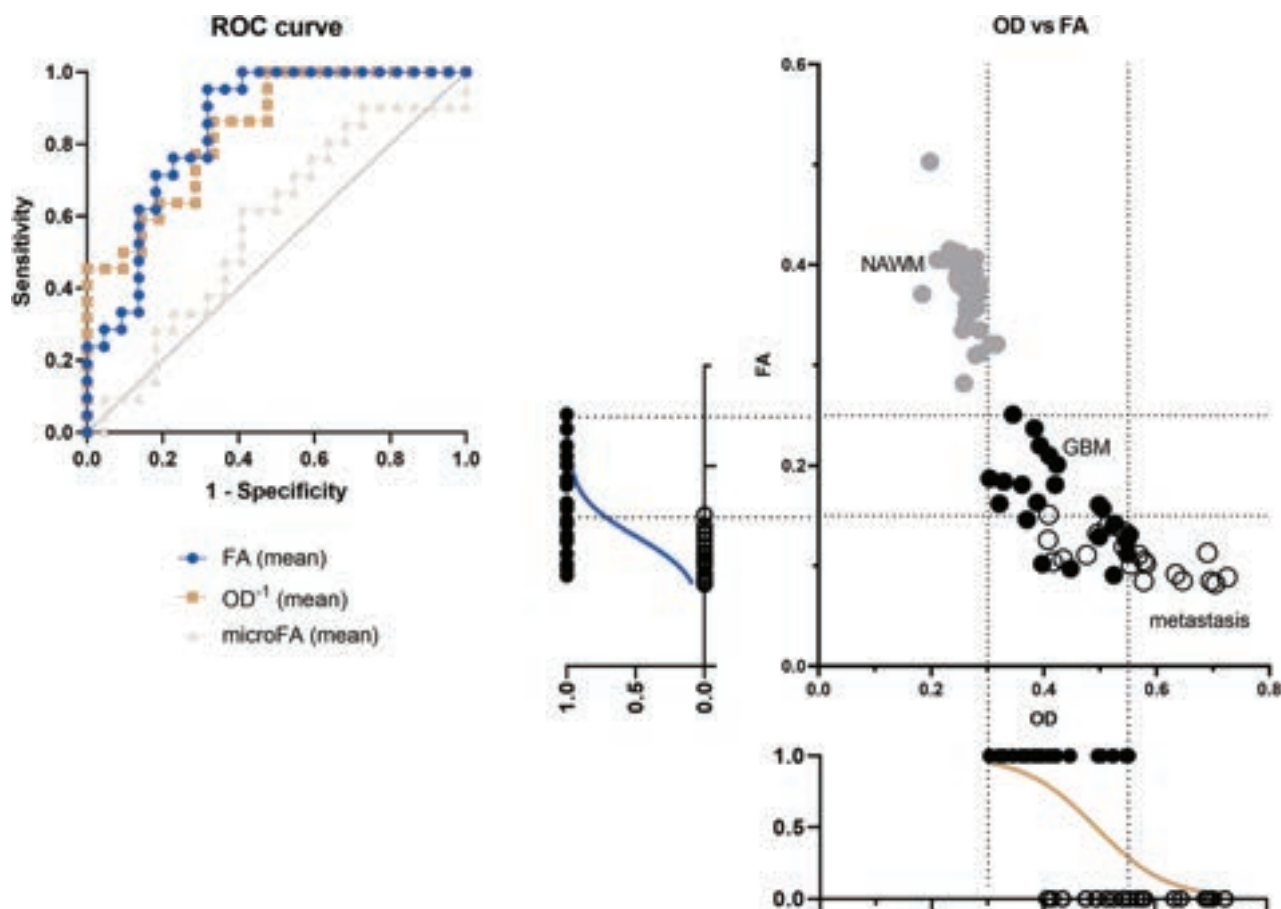 ROC curve
1.0
0.8
0.6
0.4
0.2
0.0
Sensitivity
0.0 0.2 0.4 0.6 0.8 1.0
1 - Specificity
FA (mean)
OD⁻¹ (mean)
microFA (mean)
1.0 0.5 0.0
OD vs FA
0.6
0.4
0.2
0.0
FA
NAWM
GBM
metastasis
0.0 0.2 0.4 0.6 0.8
OD
1.0
0.5
0.0